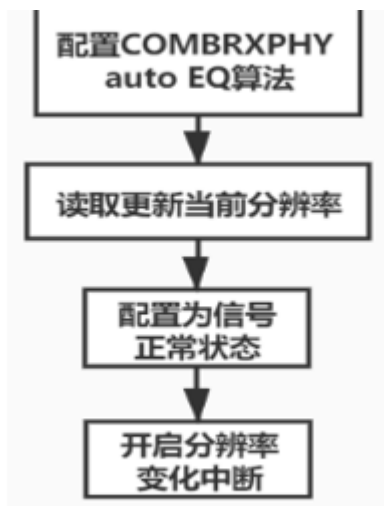 配置COMBRXPHY
auto EQ算法
读取更新当前分辨率
配置为信号
正常状态
开启分辨率
变化中断